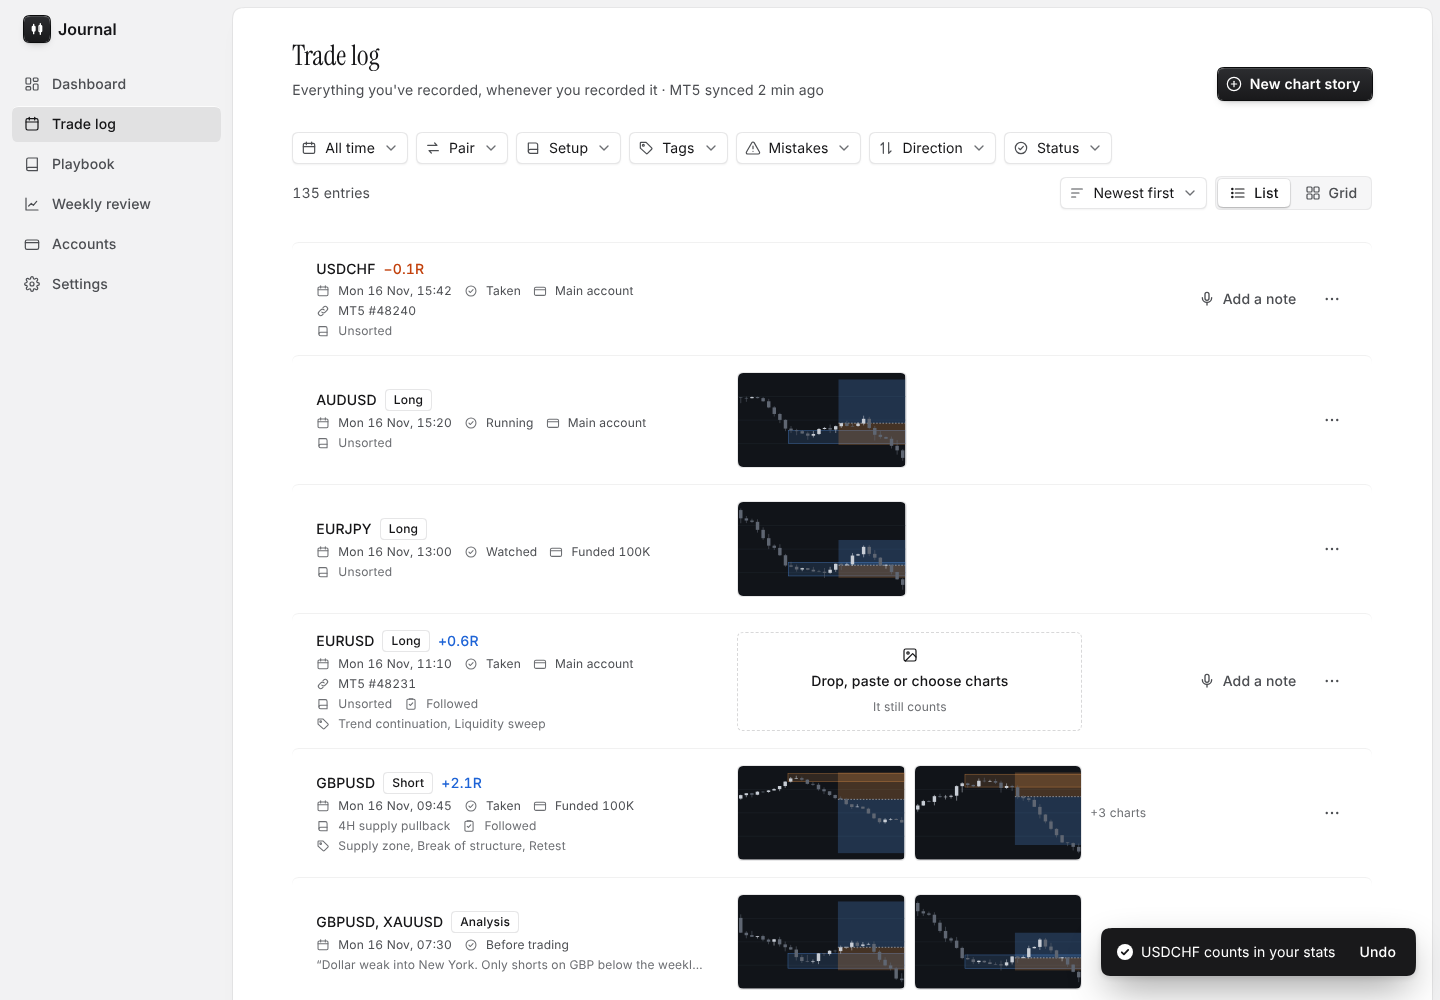 Journal
Dashboard
Trade log
Playbook
Weekly review
Accounts
Settings
Trade log
Everything you've recorded, whenever you recorded it · MT5 synced 2 min ago
New chart story
All time
Pair
Setup
Tags
Mistakes
Direction
Status
135 entries
Newest first
List
Grid
USDCHF −0.1R
Mon 16 Nov, 15:42 Taken Main account
MT5 #48240
Unsorted
Add a note
AUDUSD Long
Mon 16 Nov, 15:20 Running Main account
Unsorted
EURJPY Long
Mon 16 Nov, 13:00 Watched Funded 100K
Unsorted
EURUSD Long +0.6R
Mon 16 Nov, 11:10 Taken Main account
MT5 #48231
Unsorted Followed
Trend continuation, Liquidity sweep
Drop, paste or choose charts
It still counts
Add a note
GBPUSD Short +2.1R
Mon 16 Nov, 09:45 Taken Funded 100K
4H supply pullback Followed
Supply zone, Break of structure, Retest
+3 charts
GBPUSD, XAUUSD Analysis
Mon 16 Nov, 07:30 Before trading
“Dollar weak into New York. Only shorts on GBP below the weekl…
USDCHF counts in your stats Undo